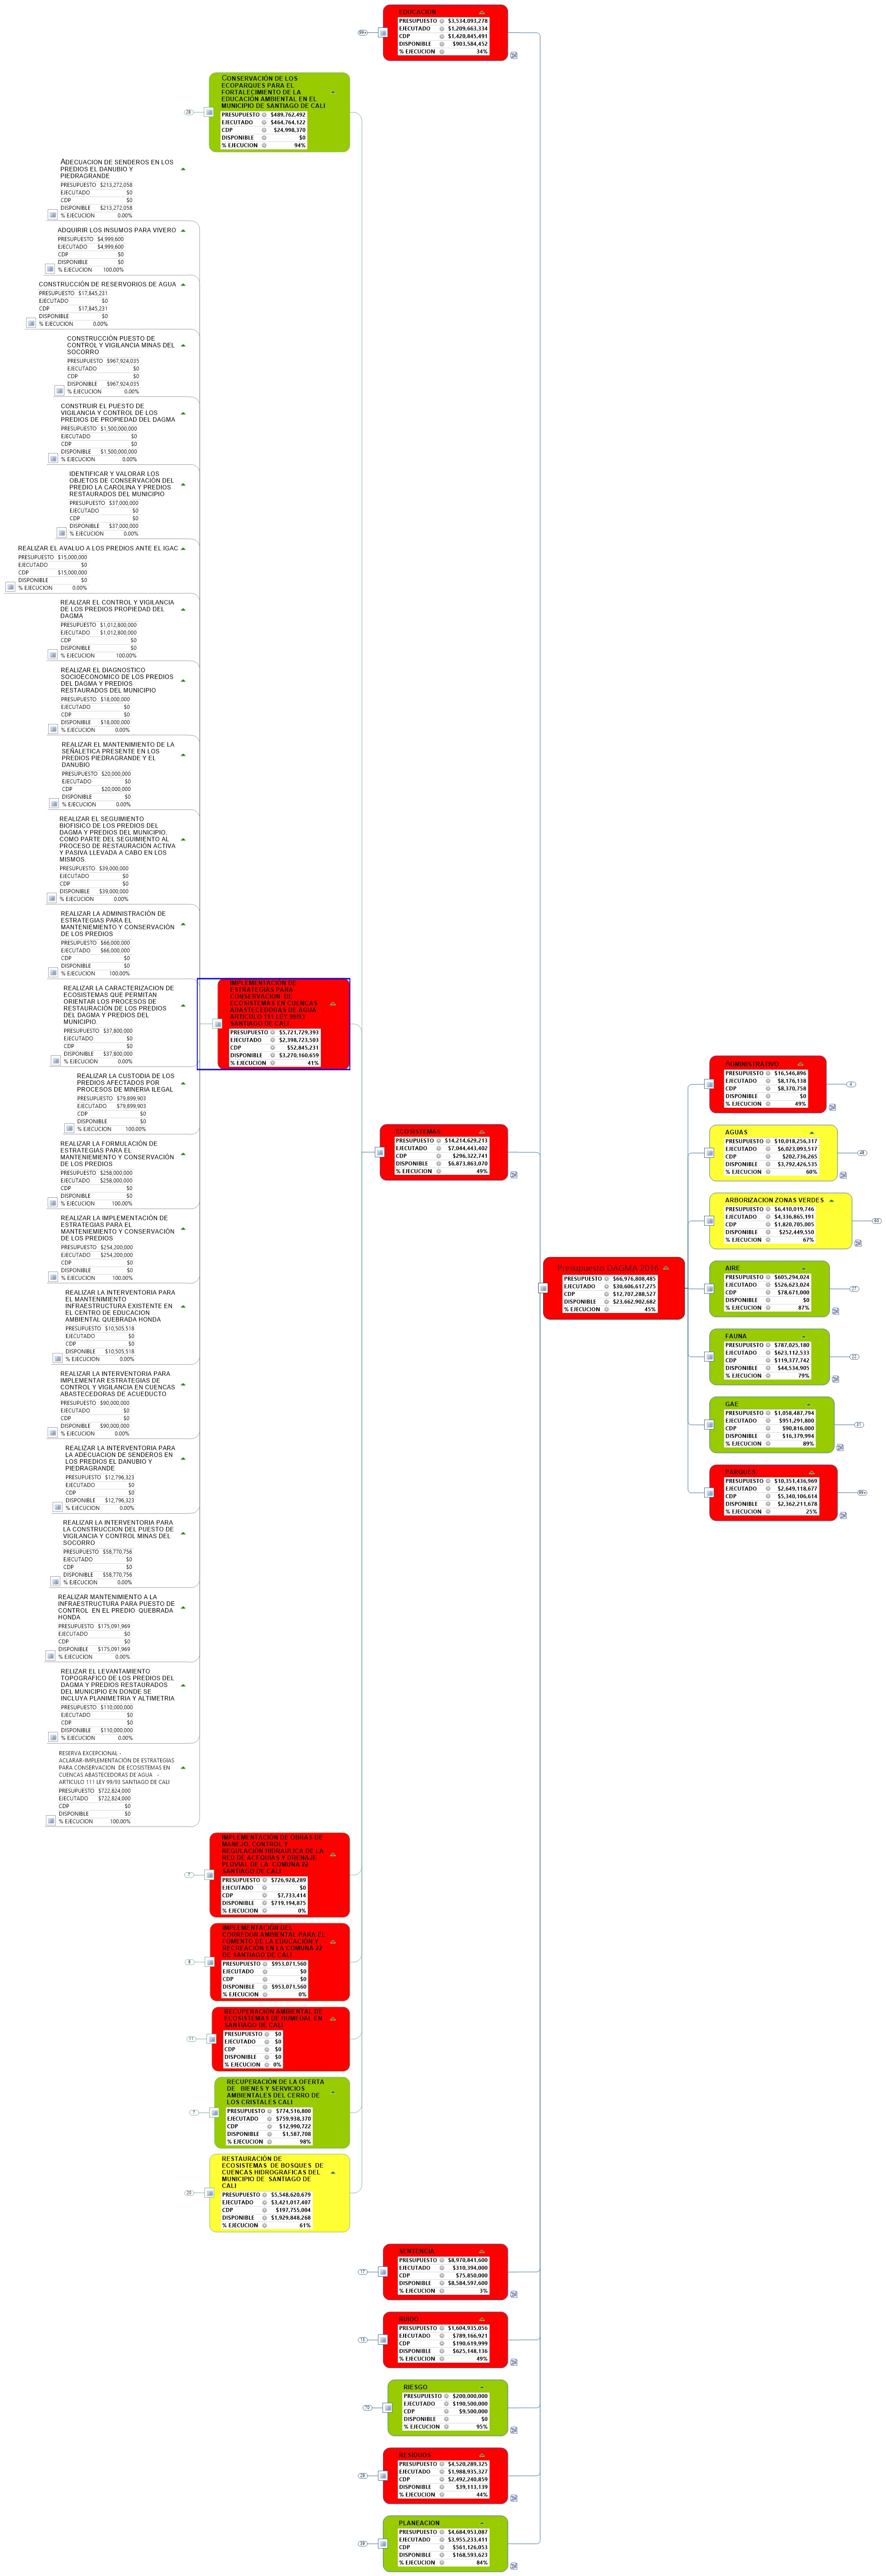 EDUCACION
PRESUPUESTO $3,534,093,278
EJECUTADO $1,209,663,334
CDP $1,420,845,491
DISPONIBLE $903,584,452
% EJECUCION 34%
99+
CONSERVACIÓN DE LOS
ECOPARQUES PARA EL
FORTALECIMIENTO DE LA
EDUCACIÓN AMBIENTAL EN EL
MUNICIPIO DE SANTIAGO DE CALI
PRESUPUESTO $489,762,492
EJECUTADO $464,764,122
CDP $24,998,370
DISPONIBLE $0
% EJECUCION 94%
28
ADECUACION DE SENDEROS EN LOS
PREDIOS EL DANUBIO Y
PIEDRAGRANDE
PRESUPUESTO $213,272,058
EJECUTADO $0
CDP $0
DISPONIBLE $213,272,058
% EJECUCION 0.00%
ADQUIRIR LOS INSUMOS PARA VIVERO
PRESUPUESTO $4,999,600
EJECUTADO $4,999,600
CDP $0
DISPONIBLE $0
% EJECUCION 100.00%
CONSTRUCCIÓN DE RESERVORIOS DE AGUA
PRESUPUESTO $17,845,231
EJECUTADO $0
CDP $17,845,231
DISPONIBLE $0
% EJECUCION 0.00%
CONSTRUCCIÓN PUESTO DE
CONTROL Y VIGILANCIA MINAS DEL
SOCORRO
PRESUPUESTO $967,924,035
EJECUTADO $0
CDP $0
DISPONIBLE $967,924,035
% EJECUCION 0.00%
CONSTRUIR EL PUESTO DE
VIGILANCIA Y CONTROL DE LOS
PREDIOS DE PROPIEDAD DEL DAGMA
PRESUPUESTO $1,500,000,000
EJECUTADO $0
CDP $0
DISPONIBLE $1,500,000,000
% EJECUCION 0.00%
IDENTIFICAR Y VALORAR LOS
OBJETOS DE CONSERVACIÓN DEL
PREDIO LA CAROLINA Y PREDIOS
RESTAURADOS DEL MUNICIPIO
PRESUPUESTO $37,000,000
EJECUTADO $0
CDP $0
DISPONIBLE $37,000,000
% EJECUCION 0.00%
REALIZAR EL AVALUO A LOS PREDIOS ANTE EL IGAC
PRESUPUESTO $15,000,000
EJECUTADO $0
CDP $15,000,000
DISPONIBLE $0
% EJECUCION 0.00%
REALIZAR EL CONTROL Y VIGILANCIA
DE LOS PREDIOS PROPIEDAD DEL
DAGMA
PRESUPUESTO $1,012,800,000
EJECUTADO $1,012,800,000
CDP $0
DISPONIBLE $0
% EJECUCION 100.00%
REALIZAR EL DIAGNOSTICO
SOCIOECONOMICO DE LOS PREDIOS
DEL DAGMA Y PREDIOS
RESTAURADOS DEL MUNICIPIO
PRESUPUESTO $18,000,000
EJECUTADO $0
CDP $0
DISPONIBLE $18,000,000
% EJECUCION 0.00%
REALIZAR EL MANTENIMIENTO DE LA
SEÑALETICA PRESENTE EN LOS
PREDIOS PIEDRAGRANDE Y EL
DANUBIO
PRESUPUESTO $20,000,000
EJECUTADO $0
CDP $20,000,000
DISPONIBLE $0
% EJECUCION 0.00%
REALIZAR EL SEGUIMIENTO
BIOFISICO DE LOS PREDIOS DEL
DAGMA Y PREDIOS DEL MUNICIPIO,
COMO PARTE DEL SEGUIMIENTO AL
PROCESO DE RESTAURACIÓN ACTIVA
Y PASIVA LLEVADA A CABO EN LOS
MISMOS.
PRESUPUESTO $39,000,000
EJECUTADO $0
CDP $0
DISPONIBLE $39,000,000
% EJECUCION 0.00%
REALIZAR LA ADMINISTRACIÓN DE
ESTRATEGIAS PARA EL
MANTENIEMIENTO Y CONSERVACIÓN
DE LOS PREDIOS
PRESUPUESTO $66,000,000
EJECUTADO $66,000,000
CDP $0
DISPONIBLE $0
% EJECUCION 100.00%
REALIZAR LA CARACTERIZACION DE
ECOSISTEMAS QUE PERMITAN
ORIENTAR LOS PROCESOS DE
RESTAURACIÓN DE LOS PREDIOS
DEL DAGMA Y PREDIOS DEL
MUNICIPIO.
PRESUPUESTO $37,800,000
EJECUTADO $0
CDP $0
DISPONIBLE $37,800,000
% EJECUCION 0.00%
REALIZAR LA CUSTODIA DE LOS
PREDIOS AFECTADOS POR
PROCESOS DE MINERIA ILEGAL
PRESUPUESTO $79,899,903
EJECUTADO $79,899,903
CDP $0
DISPONIBLE $0
% EJECUCION 100.00%
REALIZAR LA FORMULACIÓN DE
ESTRATEGIAS PARA EL
MANTENIEMIENTO Y CONSERVACIÓN
DE LOS PREDIOS
PRESUPUESTO $258,000,000
EJECUTADO $258,000,000
CDP $0
DISPONIBLE $0
% EJECUCION 100.00%
REALIZAR LA IMPLEMENTACIÓN DE
ESTRATEGIAS PARA EL
MANTENIEMIENTO Y CONSERVACIÓN
DE LOS PREDIOS
PRESUPUESTO $254,200,000
EJECUTADO $254,200,000
CDP $0
DISPONIBLE $0
% EJECUCION 100.00%
REALIZAR LA INTERVENTORIA PARA
EL MANTENIMIENTO
INFRAESTRUCTURA EXISTENTE EN
EL CENTRO DE EDUCACION
AMBIENTAL QUEBRADA HONDA
PRESUPUESTO $10,505,518
EJECUTADO $0
CDP $0
DISPONIBLE $10,505,518
% EJECUCION 0.00%
REALIZAR LA INTERVENTORIA PARA
IMPLEMENTAR ESTRATEGIAS DE
CONTROL Y VIGILANCIA EN CUENCAS
ABASTECEDORAS DE ACUEDUCTO
PRESUPUESTO $90,000,000
EJECUTADO $0
CDP $0
DISPONIBLE $90,000,000
% EJECUCION 0.00%
REALIZAR LA INTERVENTORIA PARA
LA ADECUACION DE SENDEROS EN
LOS PREDIOS EL DANUBIO Y
PIEDRAGRANDE
PRESUPUESTO $12,796,323
EJECUTADO $0
CDP $0
DISPONIBLE $12,796,323
% EJECUCION 0.00%
REALIZAR LA INTERVENTORIA PARA
LA CONSTRUCCION DEL PUESTO DE
VIGILANCIA Y CONTROL MINAS DEL
SOCORRO
PRESUPUESTO $58,770,756
EJECUTADO $0
CDP $0
DISPONIBLE $58,770,756
% EJECUCION 0.00%
REALIZAR MANTENIMIENTO A LA
INFRAESTRUCTURA PARA PUESTO DE
CONTROL EN EL PREDIO QUEBRADA
HONDA
PRESUPUESTO $175,091,969
EJECUTADO $0
CDP $0
DISPONIBLE $175,091,969
% EJECUCION 0.00%
RELIZAR EL LEVANTAMIENTO
TOPOGRAFICO DE LOS PREDIOS DEL
DAGMA Y PREDIOS RESTAURADOS
DEL MUNICIPIO EN DONDE SE
INCLUYA PLANIMETRIA Y ALTIMETRIA
PRESUPUESTO $110,000,000
EJECUTADO $0
CDP $0
DISPONIBLE $110,000,000
% EJECUCION 0.00%
RESERVA EXCEPCIONAL -
ACLARAR-IMPLEMENTACIÓN DE ESTRATEGIAS
PARA CONSERVACION DE ECOSISTEMAS EN
CUENCAS ABASTECEDORAS DE AGUA -
ARTICULO 111 LEY 99/93 SANTIAGO DE CALI
PRESUPUESTO $722,824,000
EJECUTADO $722,824,000
CDP $0
DISPONIBLE $0
% EJECUCION 100.00%
IMPLEMENTACIÓN DE
ESTRATEGIAS PARA
CONSERVACION DE
ECOSISTEMAS EN CUENCAS
ABASTECEDORAS DE AGUA
ARTICULO 111 LEY 99/93
SANTIAGO DE CALI
PRESUPUESTO $5,721,729,393
EJECUTADO $2,398,723,503
CDP $52,845,231
DISPONIBLE $3,270,160,659
% EJECUCION 41%
ECOSISTEMAS
PRESUPUESTO $14,214,629,213
EJECUTADO $7,044,443,402
CDP $296,322,741
DISPONIBLE $6,873,863,070
% EJECUCION 49%
Presupuesto DAGMA 2016
PRESUPUESTO $66,976,808,485
EJECUTADO $30,606,617,275
CDP $12,707,288,527
DISPONIBLE $23,662,902,682
% EJECUCION 45%
ADMINISTRATIVO
PRESUPUESTO $16,546,896
EJECUTADO $8,176,138
CDP $8,370,758
DISPONIBLE $0
% EJECUCION 49%
4
AGUAS
PRESUPUESTO $10,018,256,317
EJECUTADO $6,023,093,517
CDP $202,736,265
DISPONIBLE $3,792,426,535
% EJECUCION 60%
48
ARBORIZACION ZONAS VERDES
PRESUPUESTO $6,410,019,746
EJECUTADO $4,336,865,191
CDP $1,820,705,005
DISPONIBLE $252,449,550
% EJECUCION 67%
60
AIRE
PRESUPUESTO $605,294,024
EJECUTADO $526,623,024
CDP $78,671,000
DISPONIBLE $0
% EJECUCION 87%
27
FAUNA
PRESUPUESTO $787,025,180
EJECUTADO $623,112,533
CDP $119,377,742
DISPONIBLE $44,534,905
% EJECUCION 79%
22
GAE
PRESUPUESTO $1,058,487,794
EJECUTADO $951,291,800
CDP $90,816,000
DISPONIBLE $16,379,994
% EJECUCION 89%
31
PARQUES
PRESUPUESTO $10,351,436,969
EJECUTADO $2,649,118,677
CDP $5,340,106,614
DISPONIBLE $2,362,211,678
% EJECUCION 25%
99+
IMPLEMENTACIÓN DE OBRAS DE
MANEJO, CONTROL Y
REGULACIÓN HIDRAULICA DE LA
RED DE ACEQUIAS Y DRENAJE
PLUVIAL DE LA COMUNA 22
SANTIAGO DE CALI
PRESUPUESTO $726,928,289
EJECUTADO $0
CDP $7,733,414
DISPONIBLE $719,194,875
% EJECUCION 0%
IMPLEMENTACIÓN DEL
CORREDOR AMBIENTAL PARA EL
FOMENTO DE LA EDUCACIÓN Y
RECREACIÓN EN LA COMUNA 22
DE SANTIAGO DE CALI
PRESUPUESTO $953,071,560
EJECUTADO $0
CDP $0
DISPONIBLE $953,071,560
% EJECUCION 0%
RECUPERACIÓN AMBIENTAL DE
ECOSISTEMAS DE HUMEDAL EN
SANTIAGO DE CALI
PRESUPUESTO $0
EJECUTADO $0
CDP $0
DISPONIBLE $0
% EJECUCION 0%
11
RECUPERACIÓN DE LA OFERTA
DE BIENES Y SERVICIOS
AMBIENTALES DEL CERRO DE
LOS CRISTALES CALI
PRESUPUESTO $774,516,800
EJECUTADO $759,938,370
CDP $12,990,722
DISPONIBLE $1,587,708
% EJECUCION 98%
7
RESTAURACIÓN DE
ECOSISTEMAS DE BOSQUES DE
CUENCAS HIDROGRAFICAS DEL
MUNICIPIO DE SANTIAGO DE
CALI
PRESUPUESTO $5,548,620,679
EJECUTADO $3,421,017,407
CDP $197,755,004
DISPONIBLE $1,929,848,268
% EJECUCION 61%
SENTENCIA
PRESUPUESTO $8,970,841,600
EJECUTADO $310,394,000
CDP $75,850,000
DISPONIBLE $8,584,597,600
% EJECUCION 3%
17
RUIDO
PRESUPUESTO $1,604,935,056
EJECUTADO $789,166,921
CDP $190,619,999
DISPONIBLE $625,148,136
% EJECUCION 49%
RIESGO
PRESUPUESTO $200,000,000
EJECUTADO $190,500,000
CDP $9,500,000
DISPONIBLE $0
% EJECUCION 95%
RESIDUOS
PRESUPUESTO $4,520,289,325
EJECUTADO $1,988,935,327
CDP $2,492,240,859
DISPONIBLE $39,113,139
% EJECUCION 44%
PLANEACION
PRESUPUESTO $4,684,953,087
EJECUTADO $3,955,233,411
CDP $561,126,053
DISPONIBLE $168,593,623
% EJECUCION 84%